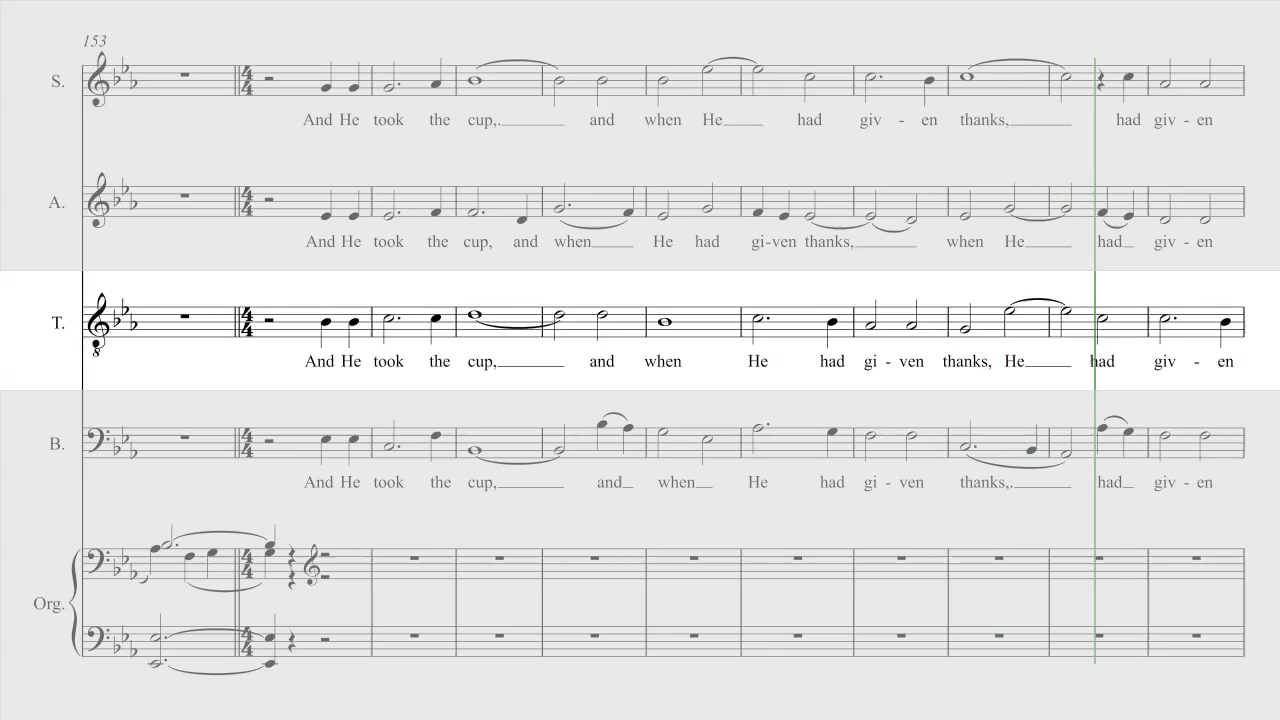 153
S.
And He took the cup,. and when He had giv - en thanks, had giv - en
A.
And He took the cup, and when He had gi-ven thanks, when He had giv - en
T.
And He took the cup, and when He had gi - ven thanks, He had giv - en
B.
And He took the cup, and when He had gi - ven thanks,. had giv - en
Org.